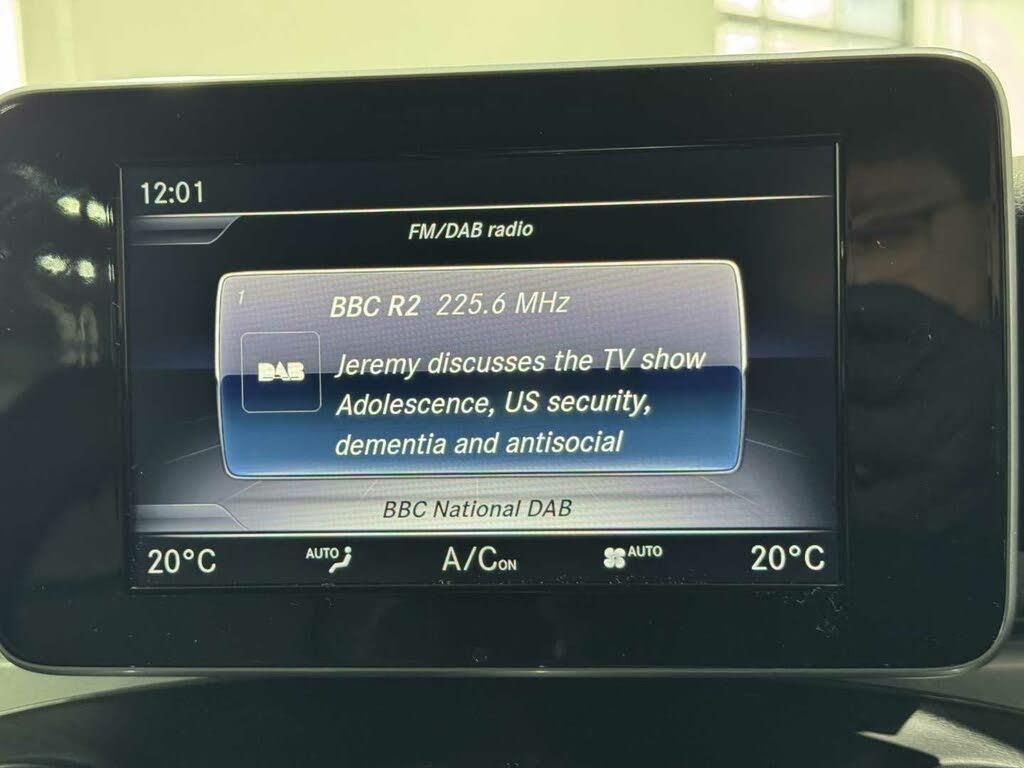 12:01
FM/DAB radio
1
BBC R2 225.6 MHz
DAB
Jeremy discusses the TV show
Adolescence, US security,
dementia and antisocial
BBC National DAB
20°C AUTO A/C ON AUTO 20°C